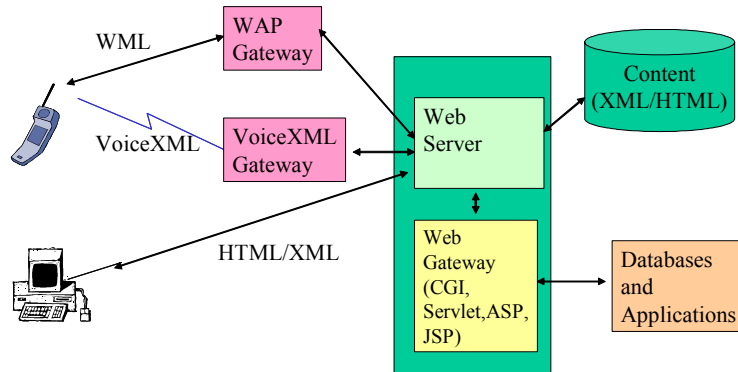 WML
WAP
Gateway
VoiceXML
VoiceXML
Gateway
HTML/XML
Web
Server
Content
(XML/HTML)
Web
Gateway
(CGI,
Servlet,ASP,
JSP)
Databases
and
Applications